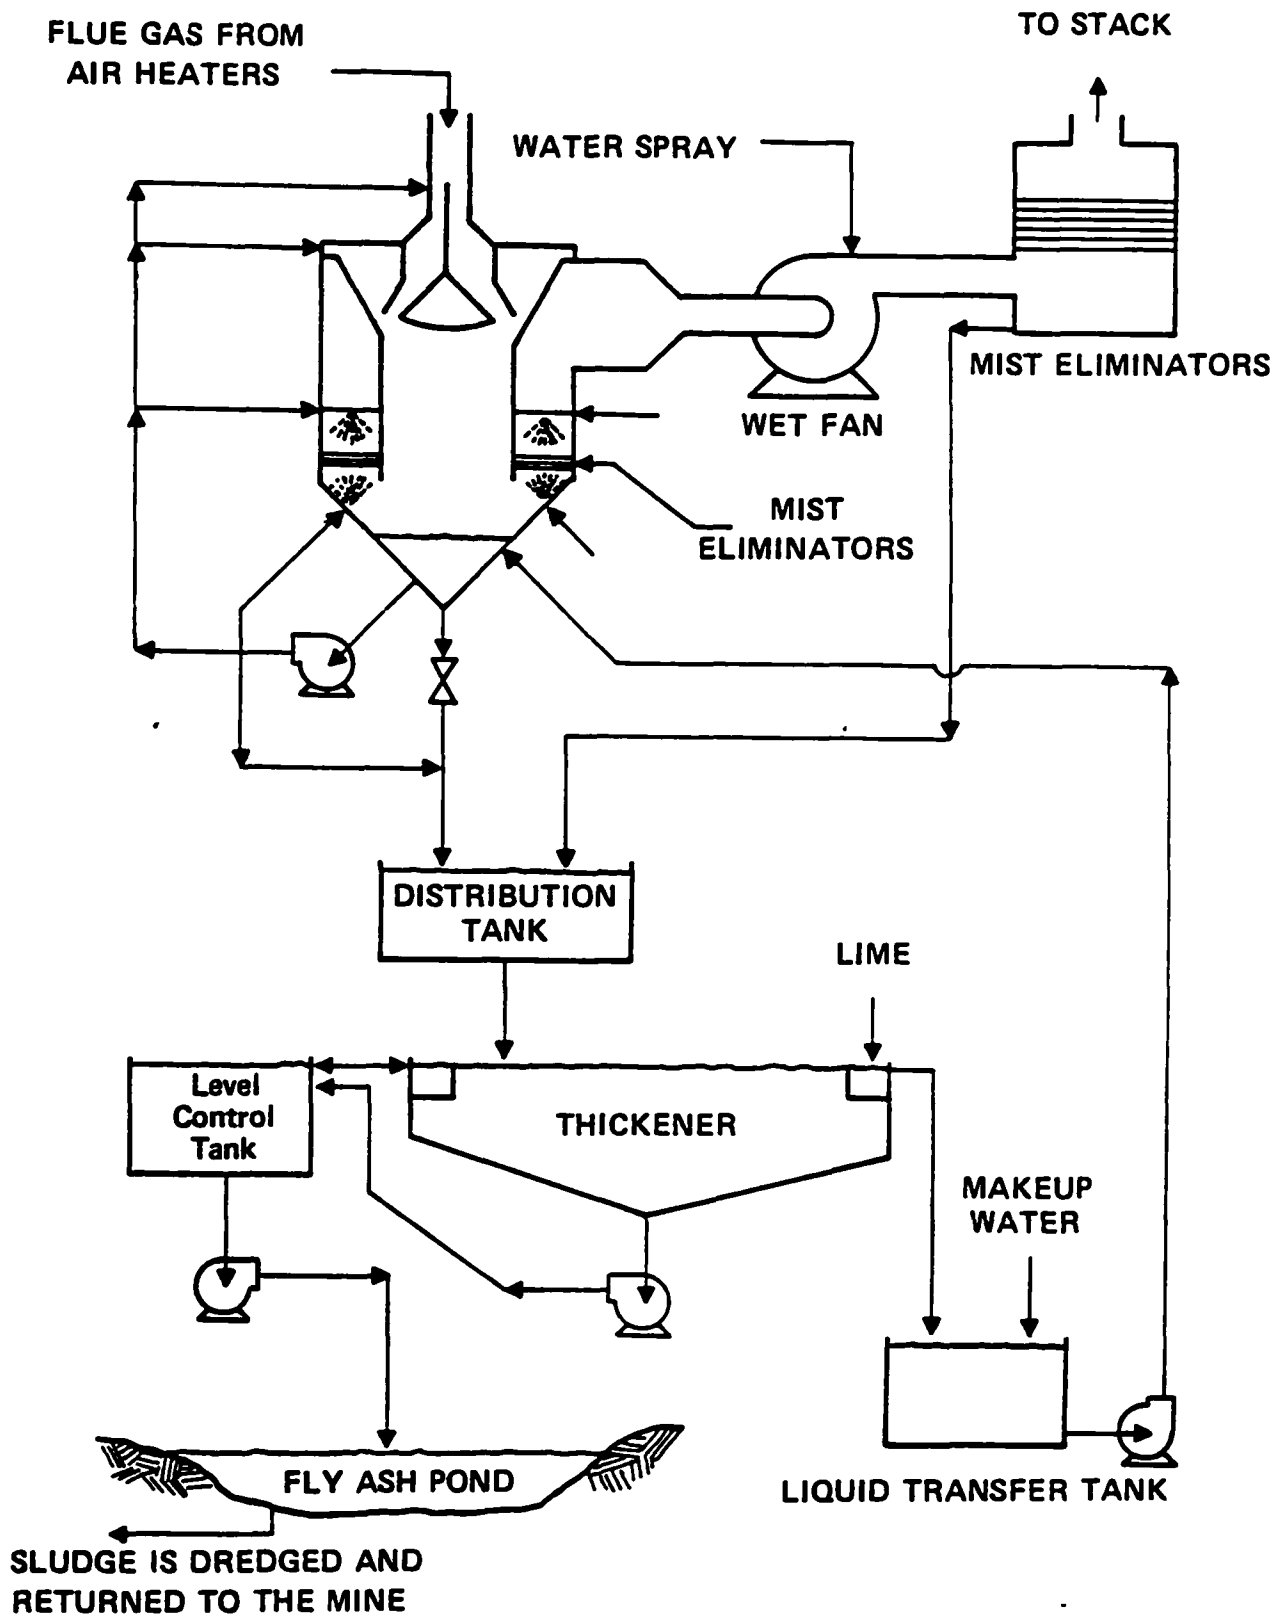 FLUE GAS FROM
AIR HEATERS
TO STACK
WATER SPRAY
MIST ELIMINATORS
WET FAN
MIST
ELIMINATORS
DISTRIBUTION
TANK
LIME
Level
Control
Tank
THICKENER
MAKEUP
WATER
FLY ASH POND
LIQUID TRANSFER TANK
SLUDGE IS DREDGED AND
RETURNED TO THE MINE